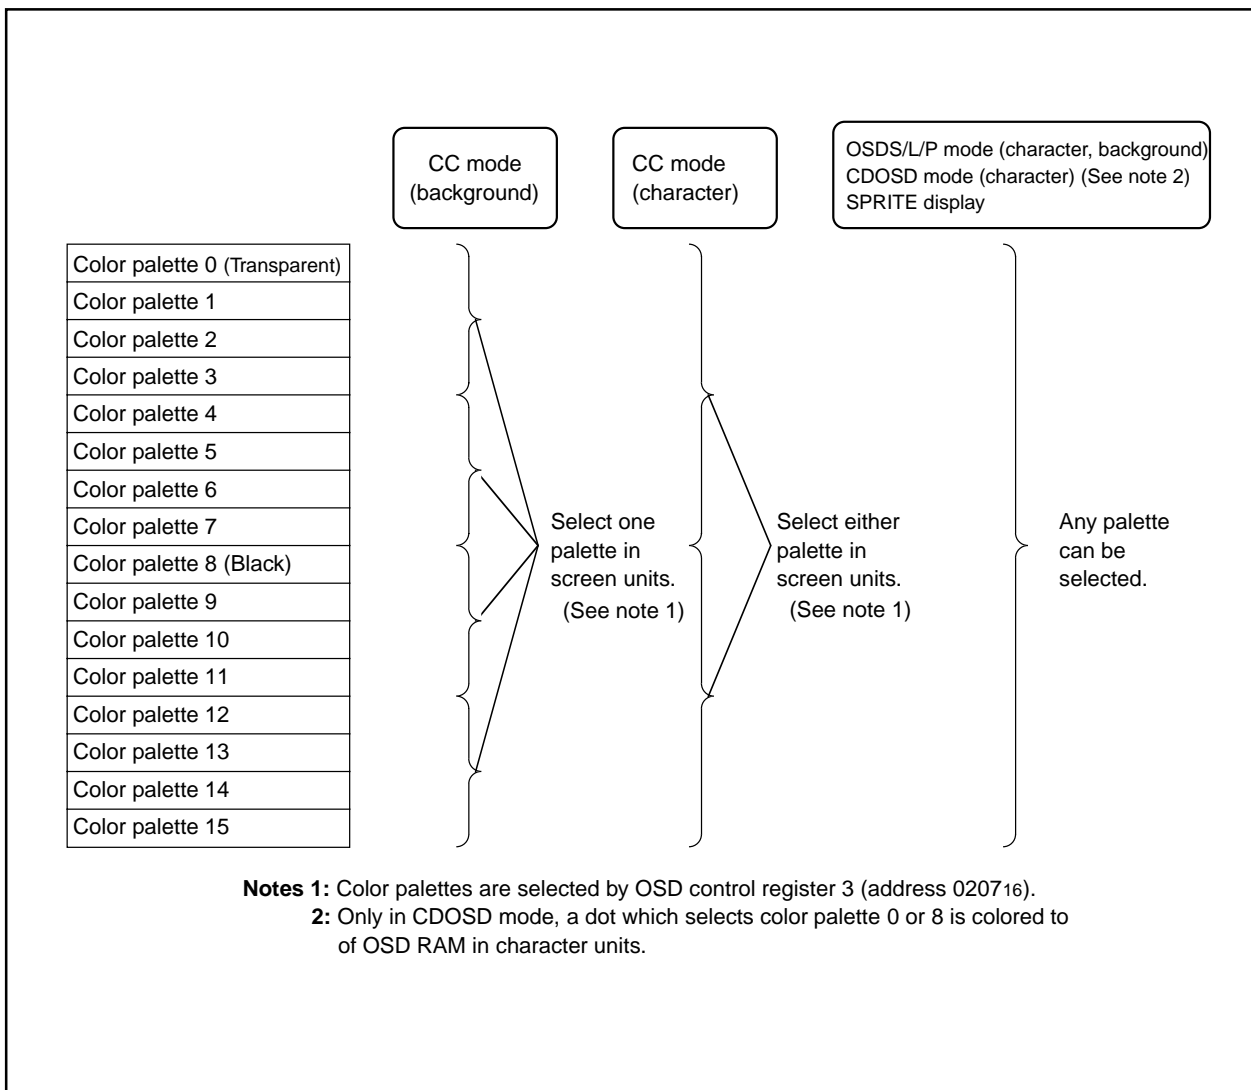 CC mode
(background)
CC mode
(character)
OSDS/L/P mode (character, background)
CDOSD mode (character) (See note 2)
SPRITE display
Color palette 0 (Transparent)
Color palette 1
Color palette 2
Color palette 3
Color palette 4
Color palette 5
Color palette 6
Color palette 7
Color palette 8 (Black)
Color palette 9
Color palette 10
Color palette 11
Color palette 12
Color palette 13
Color palette 14
Color palette 15
Select one
palette in
screen units.
(See note 1)
Select either
palette in
screen units.
(See note 1)
Any palette
can be
selected.
Notes 1: Color palettes are selected by OSD control register 3 (address 020716).
2: Only in CDOSD mode, a dot which selects color palette 0 or 8 is colored to
of OSD RAM in character units.